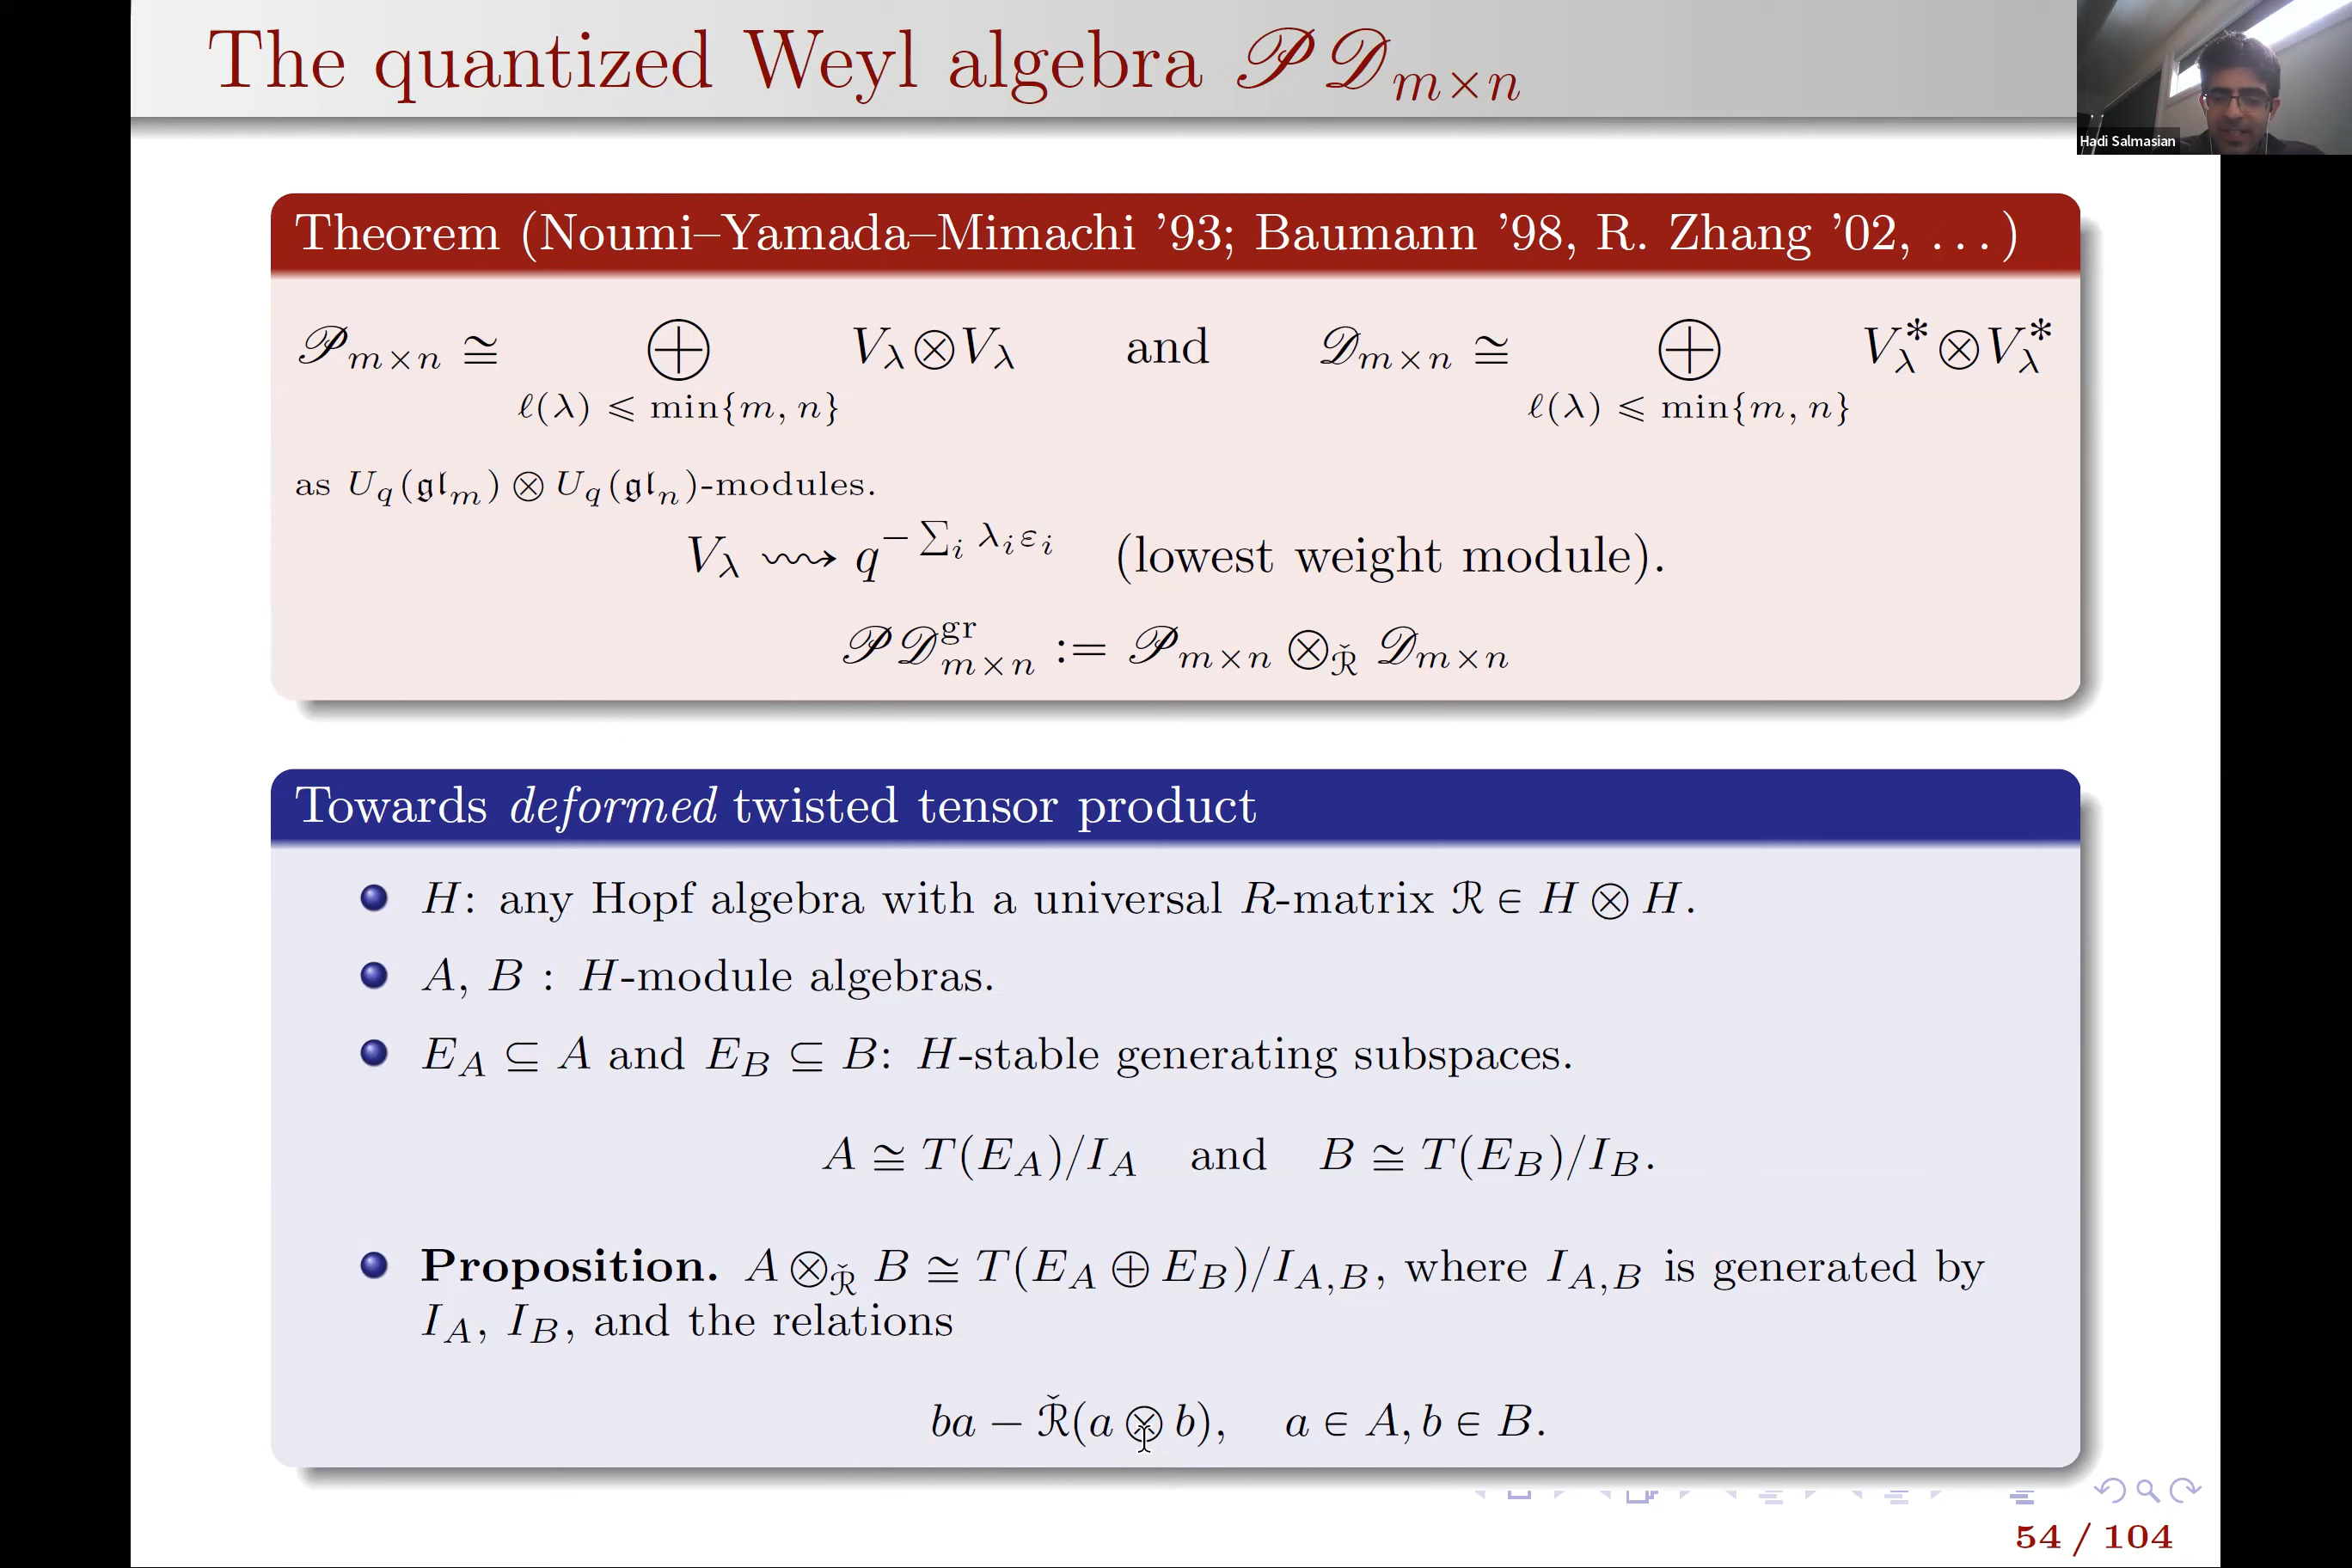 The quantized Weyl algebra 𝒫𝒟_{m×n}
Hadi Salmasian
Theorem (Noumi–Yamada–Mimachi '93; Baumann '98, R. Zhang '02, ...)
𝒫_{m×n} ≅ ⊕_{ℓ(λ) ⩽ min{m, n}} V_λ ⊗ V_λ and 𝒟_{m×n} ≅ ⊕_{ℓ(λ) ⩽ min{m, n}} V_λ^* ⊗ V_λ^*
as U_q(𝔤𝔩_m) ⊗ U_q(𝔤𝔩_n)-modules.
V_λ ⇝ q^{− ∑_i λ_i ε_i} (lowest weight module).
𝒫𝒟^{gr}_{m×n} := 𝒫_{m×n} ⊗_{Ř} 𝒟_{m×n}
Towards deformed twisted tensor product
H: any Hopf algebra with a universal R-matrix ℛ ∈ H ⊗ H.
A, B : H-module algebras.
E_A ⊆ A and E_B ⊆ B: H-stable generating subspaces.
A ≅ T(E_A)/I_A and B ≅ T(E_B)/I_B.
Proposition. A ⊗_{Ř} B ≅ T(E_A ⊕ E_B)/I_{A,B}, where I_{A,B} is generated by
I_A, I_B, and the relations
ba − Ř(a ⊗ b), a ∈ A, b ∈ B.
54 / 104